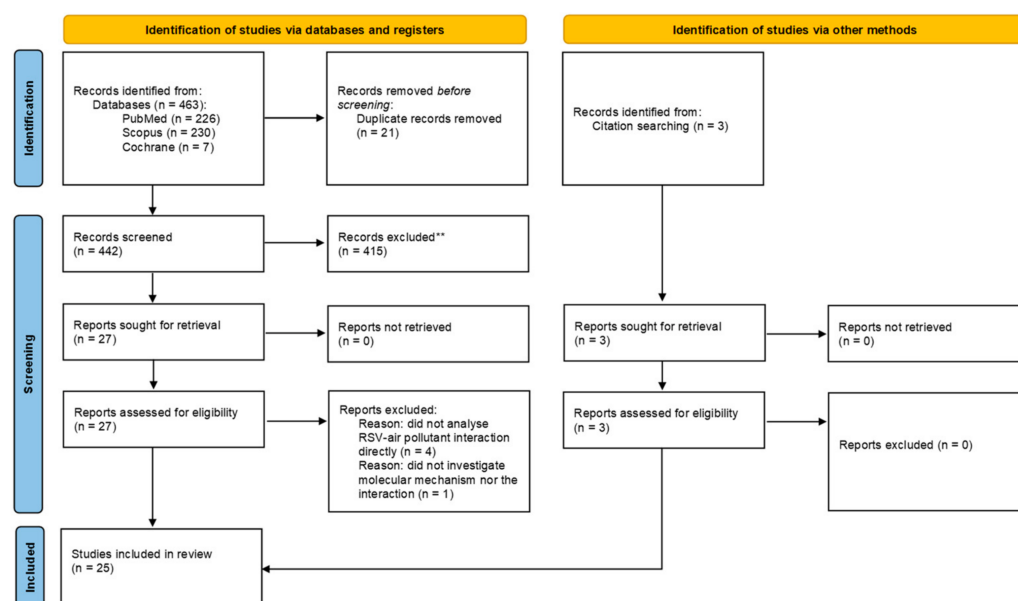 Identification of studies via databases and registers
Identification of studies via other methods
Identification
Records identified from:
Databases (n = 463):
PubMed (n = 226)
Scopus (n = 230)
Cochrane (n = 7)
Records removed before
screening:
Duplicate records removed
(n = 21)
Records identified from:
Citation searching (n = 3)
Screening
Records screened
(n = 442)
Records excluded**
(n = 415)
Reports sought for retrieval
(n = 27)
Reports not retrieved
(n = 0)
Reports sought for retrieval
(n = 3)
Reports not retrieved
(n = 0)
Reports assessed for eligibility
(n = 27)
Reports excluded:
Reason: did not analyse
RSV-air pollutant interaction
directly (n = 4)
Reason: did not investigate
molecular mechanism nor the
interaction (n = 1)
Reports assessed for eligibility
(n = 3)
Reports excluded (n = 0)
Included
Studies included in review
(n = 25)